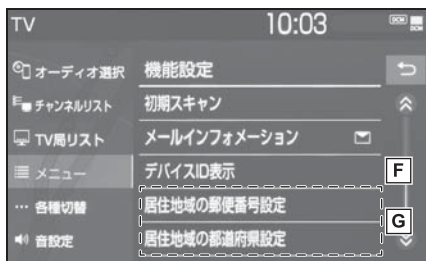 TV
10:03
DCM
オーディオ選択
チャンネルリスト
TV局リスト
メニュー
各種切替
音設定
機能設定
初期スキャン
メールインフォメーション
デバイスID表示
居住地域の郵便番号設定
居住地域の都道府県設定
F
G